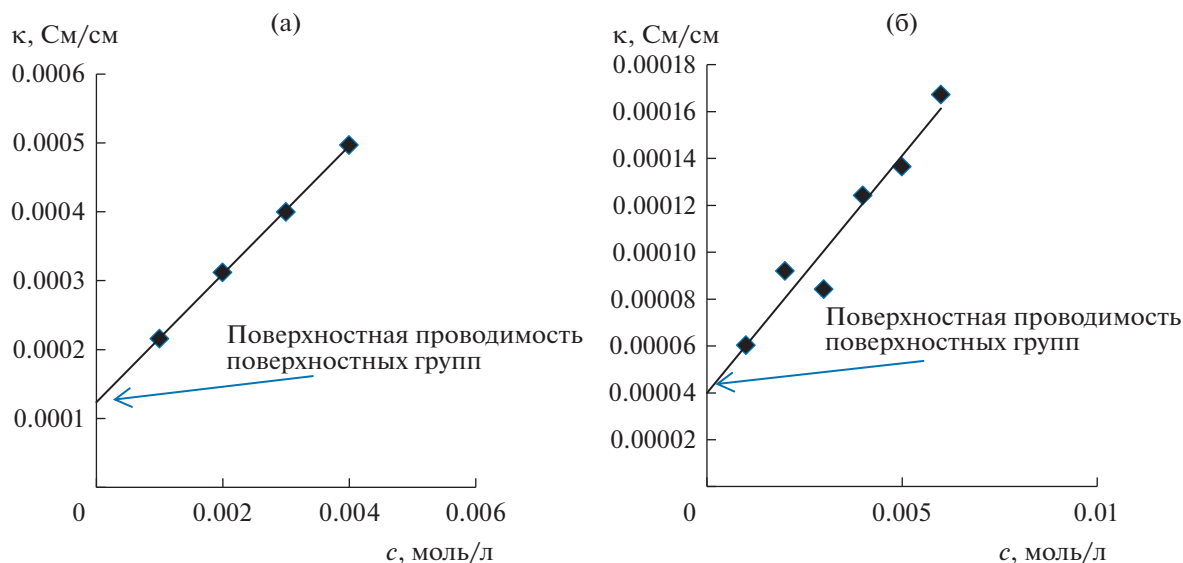 (а)
κ, См/см
0.0006
0.0005
0.0004
0.0003
0.0002
0.0001
Поверхностная проводимость
поверхностных групп
0
0.002
0.004
0.006
c, моль/л
(б)
κ, См/см
0.00018
0.00016
0.00014
0.00012
0.00010
0.00008
0.00006
0.00004
0.00002
Поверхностная проводимость
поверхностных групп
0
0.005
0.01
c, моль/л